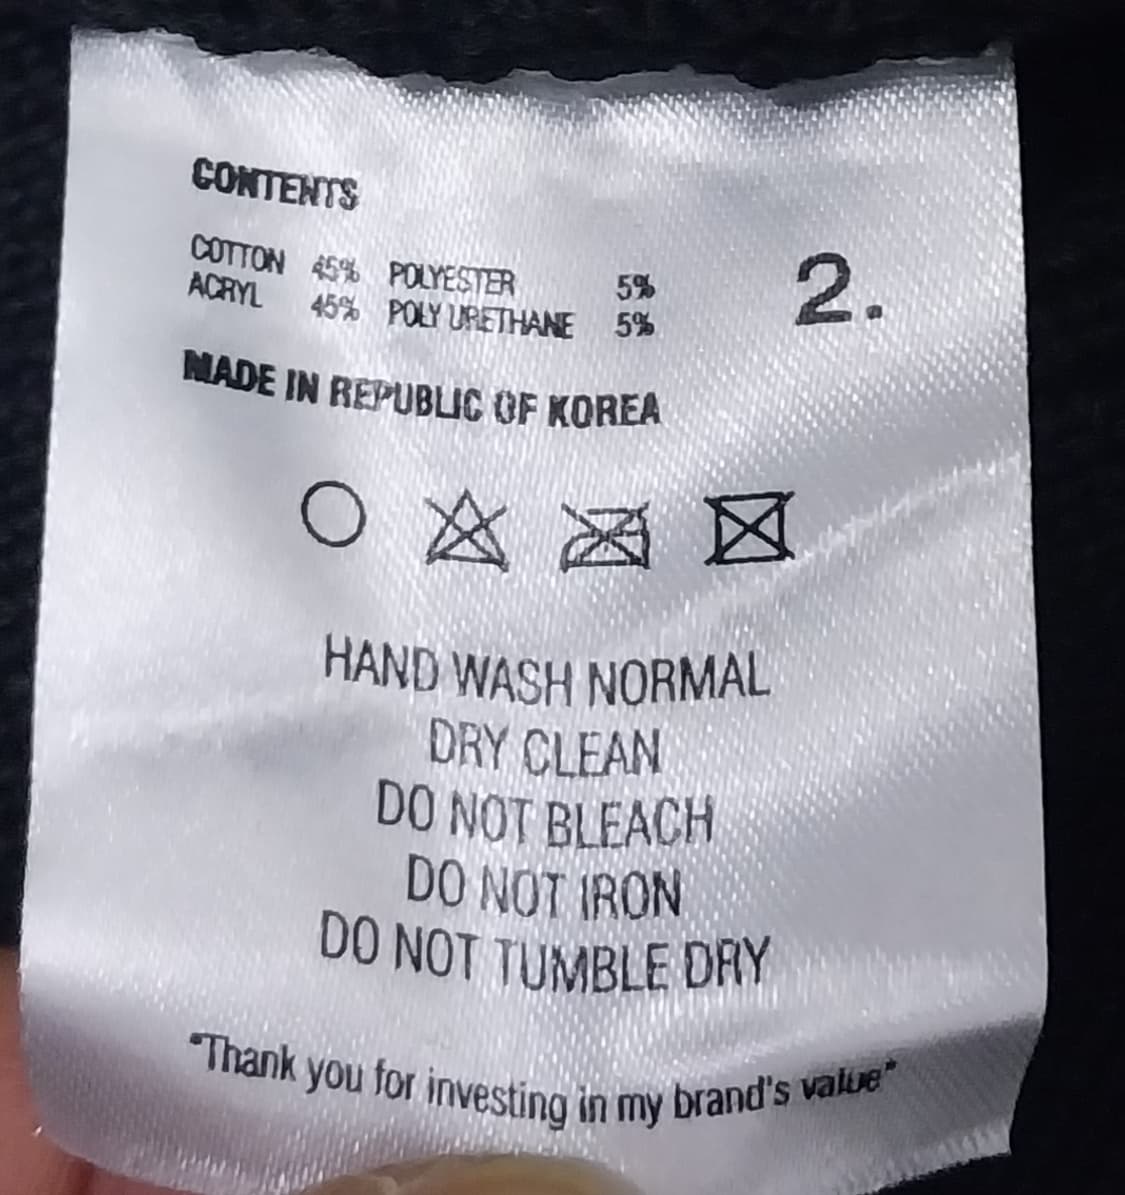 CONTENTS
COTTON 45% POLYESTER 5%
ACRYL 45% POLY URETHANE 5%
2.
MADE IN REPUBLIC OF KOREA
HAND WASH NORMAL
DRY CLEAN
DO NOT BLEACH
DO NOT IRON
DO NOT TUMBLE DRY
"Thank you for investing in my brand's value"